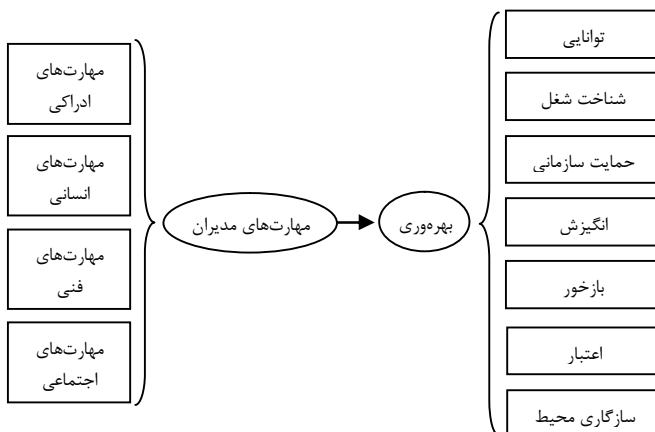 مهارت‌های
ادراکی
مهارت‌های
انسانی
مهارت‌های
فنی
مهارت‌های
اجتماعی
مهارت‌های مدیران
بهره‌وری
توانایی
شناخت شغل
حمایت سازمانی
انگیزش
بازخور
اعتبار
سازگاری محیط